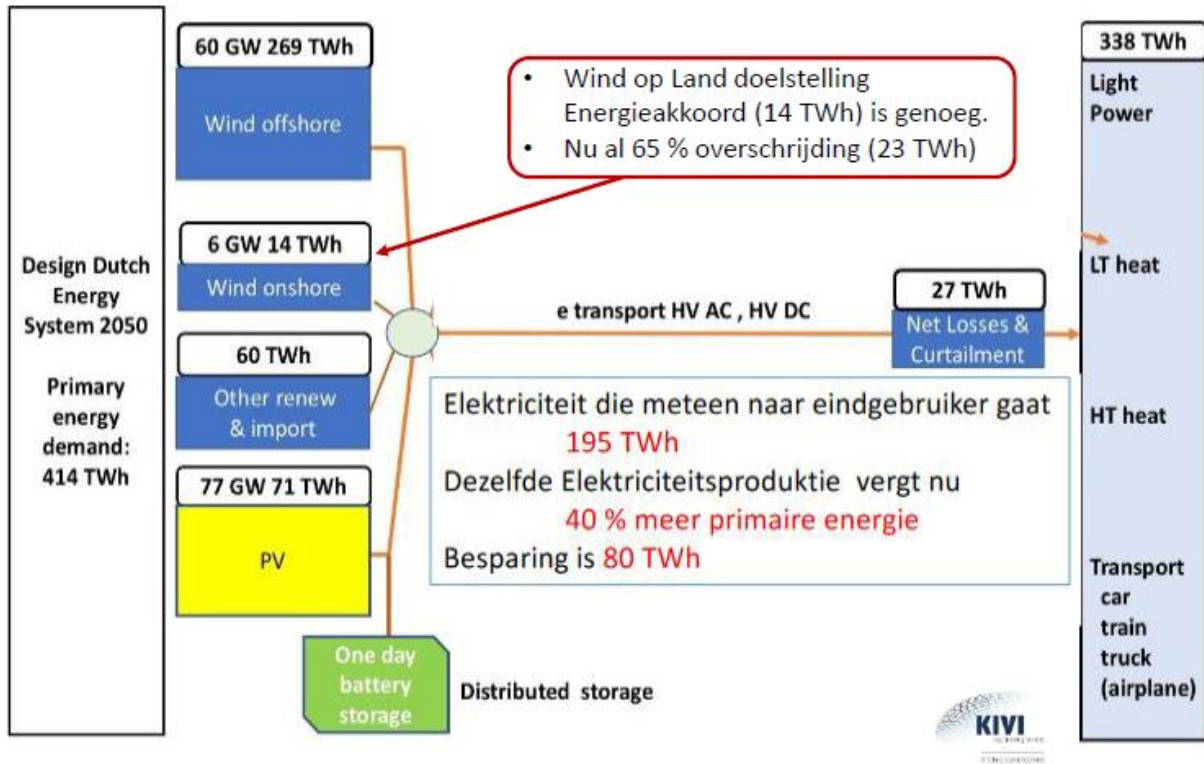 Design Dutch
Energy
System 2050
Primary
energy
demand:
414 TWh
60 GW 269 TWh
Wind offshore
6 GW 14 TWh
Wind onshore
60 TWh
Other renew
& import
77 GW 71 TWh
PV
One day
battery
storage
Distributed storage
• Wind op Land doelstelling
Energieakkoord (14 TWh) is genoeg.
• Nu al 65 % overschrijding (23 TWh)
e transport HV AC , HV DC
27 TWh
Net Losses &
Curtailment
Elektriciteit die meteen naar eindgebruiker gaat
195 TWh
Dezelfde Elektriciteitsproduktie vergt nu
40 % meer primaire energie
Besparing is 80 TWh
338 TWh
Light
Power
LT heat
HT heat
Transport
car
train
truck
(airplane)
KIVI